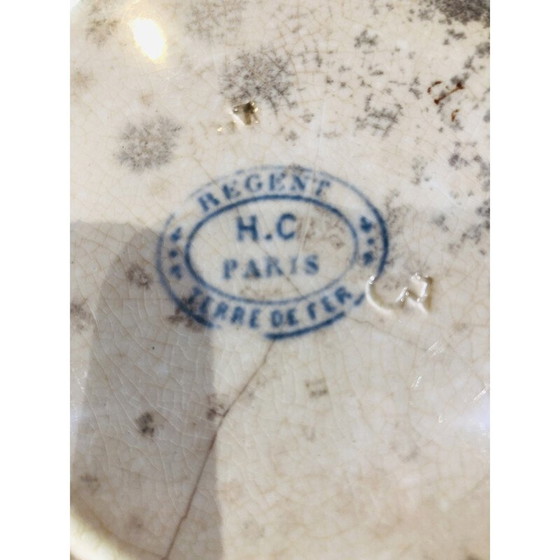 REGENT
H.C
PARIS
TERRE DE FER